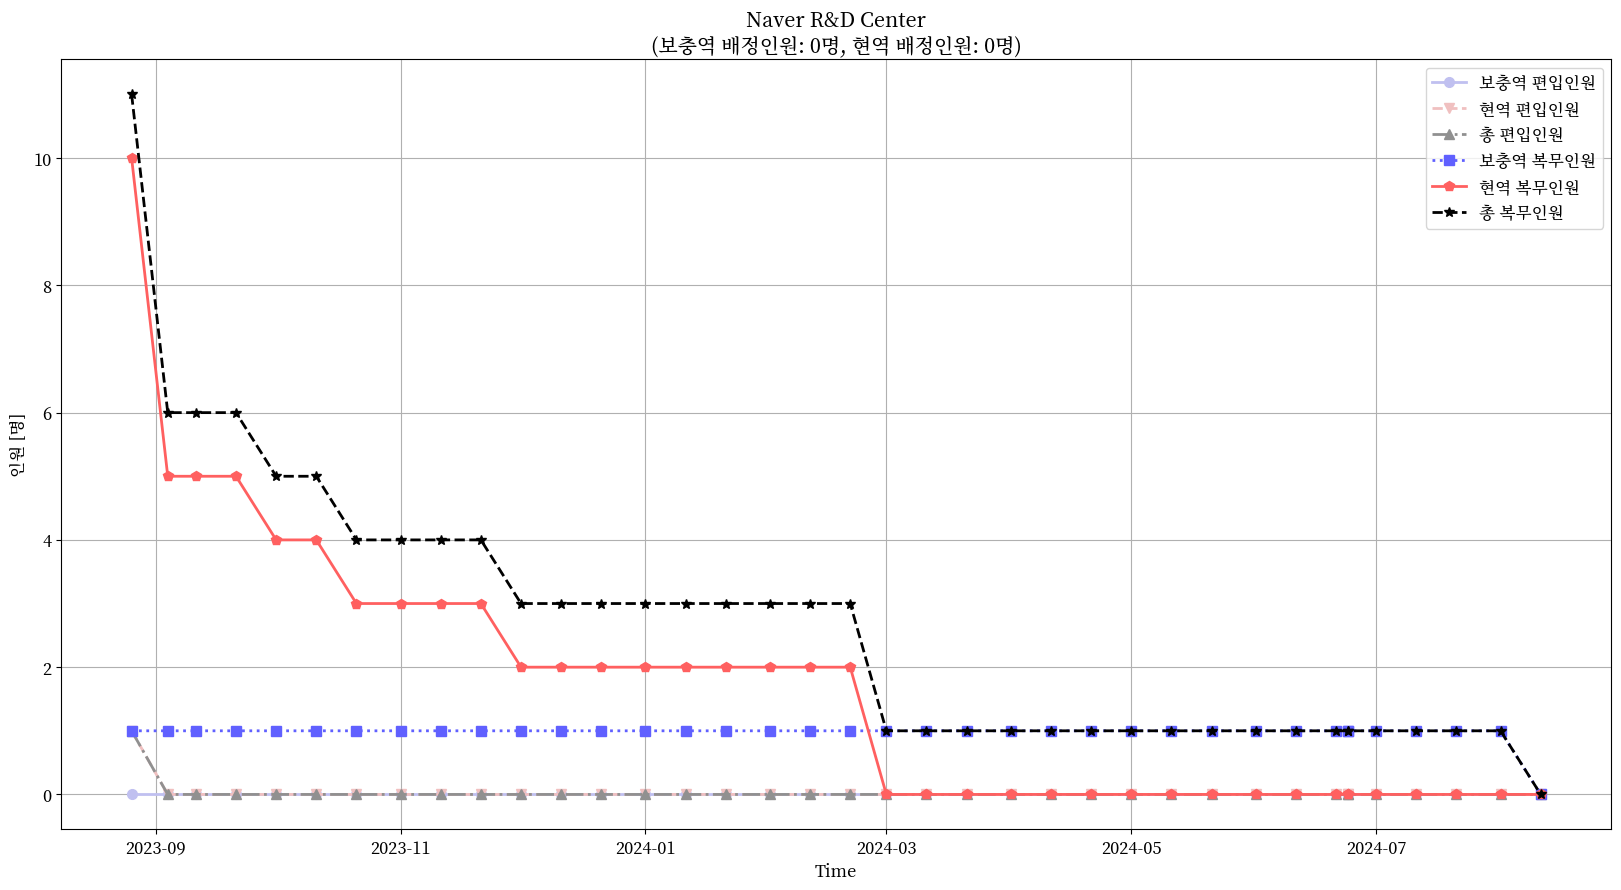 Naver R&D Center
(보충역 배정인원: 0명, 현역 배정인원: 0명)
보충역 편입인원
현역 편입인원
총 편입인원
보충역 복무인원
현역 복무인원
총 복무인원
인원 [명]
10
8
6
4
2
0
2023-09
2023-11
2024-01
2024-03
2024-05
2024-07
Time